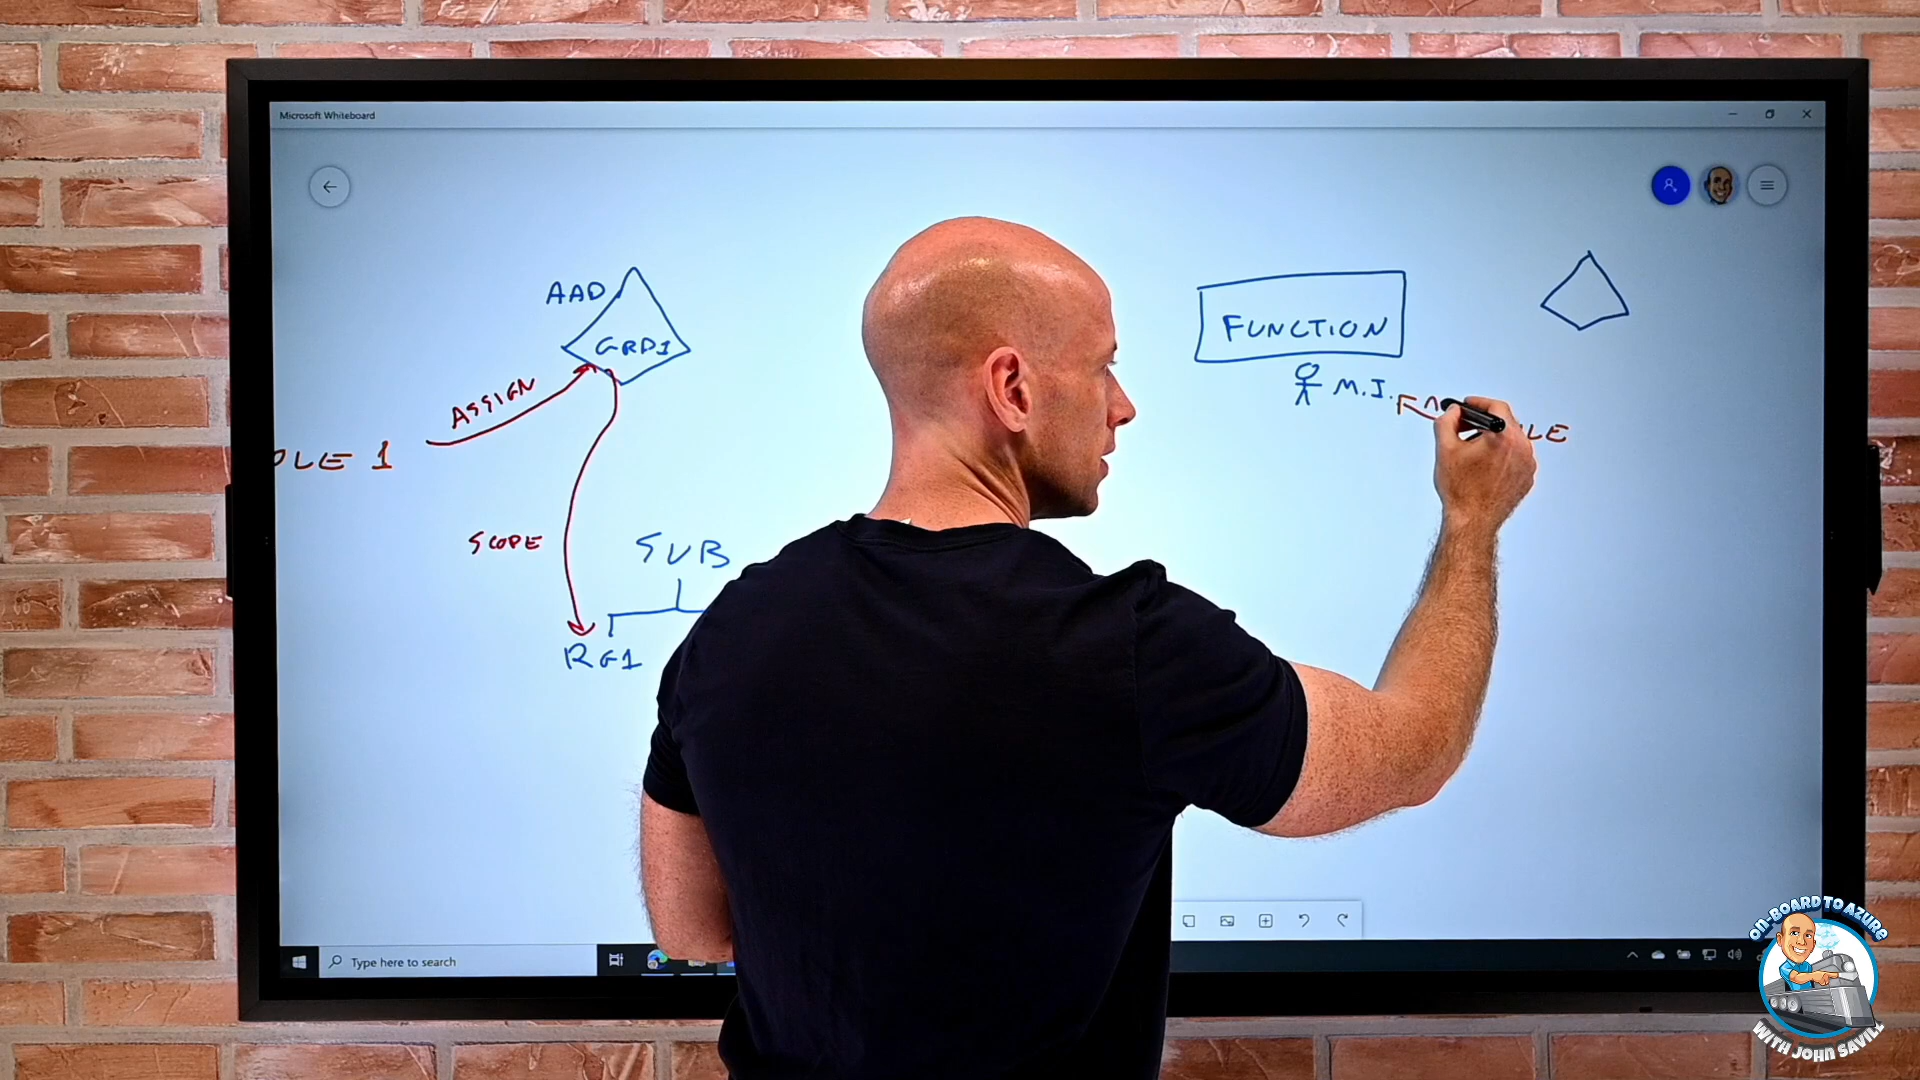 Microsoft Whiteboard
AAD
GRP1
ASSIGN
OLE 1
SCOPE
SUB
RG1
FUNCTION
M.I.
LE
Type here to search
ON-BOARD TO AZURE
WITH JOHN SAVILL